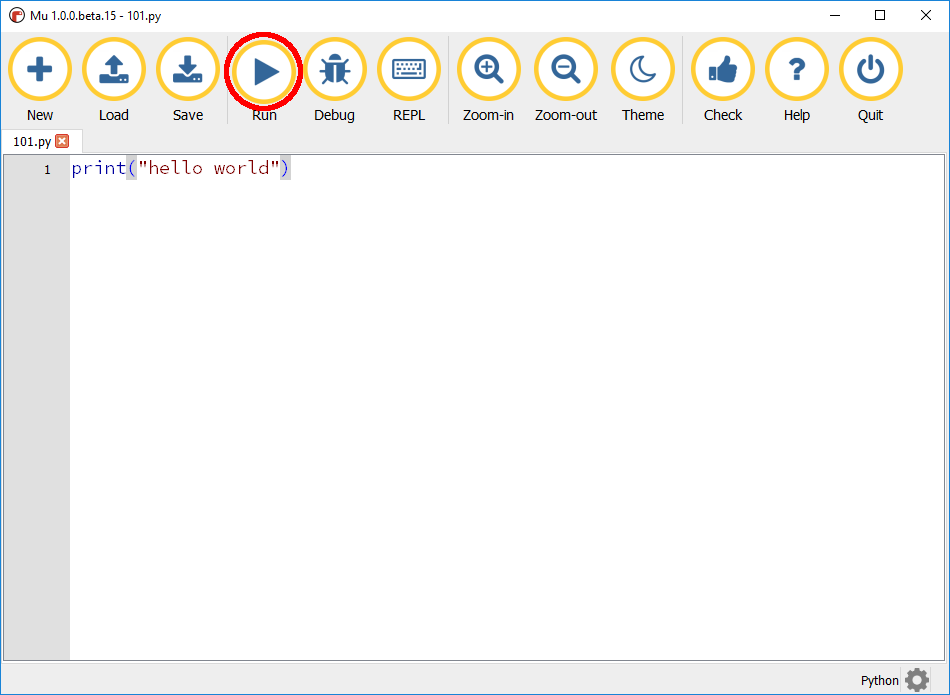 Mu 1.0.0.beta.15 - 101.py
New Load Save Run Debug REPL Zoom-in Zoom-out Theme Check Help Quit
101.py
1 print("hello world")
Python